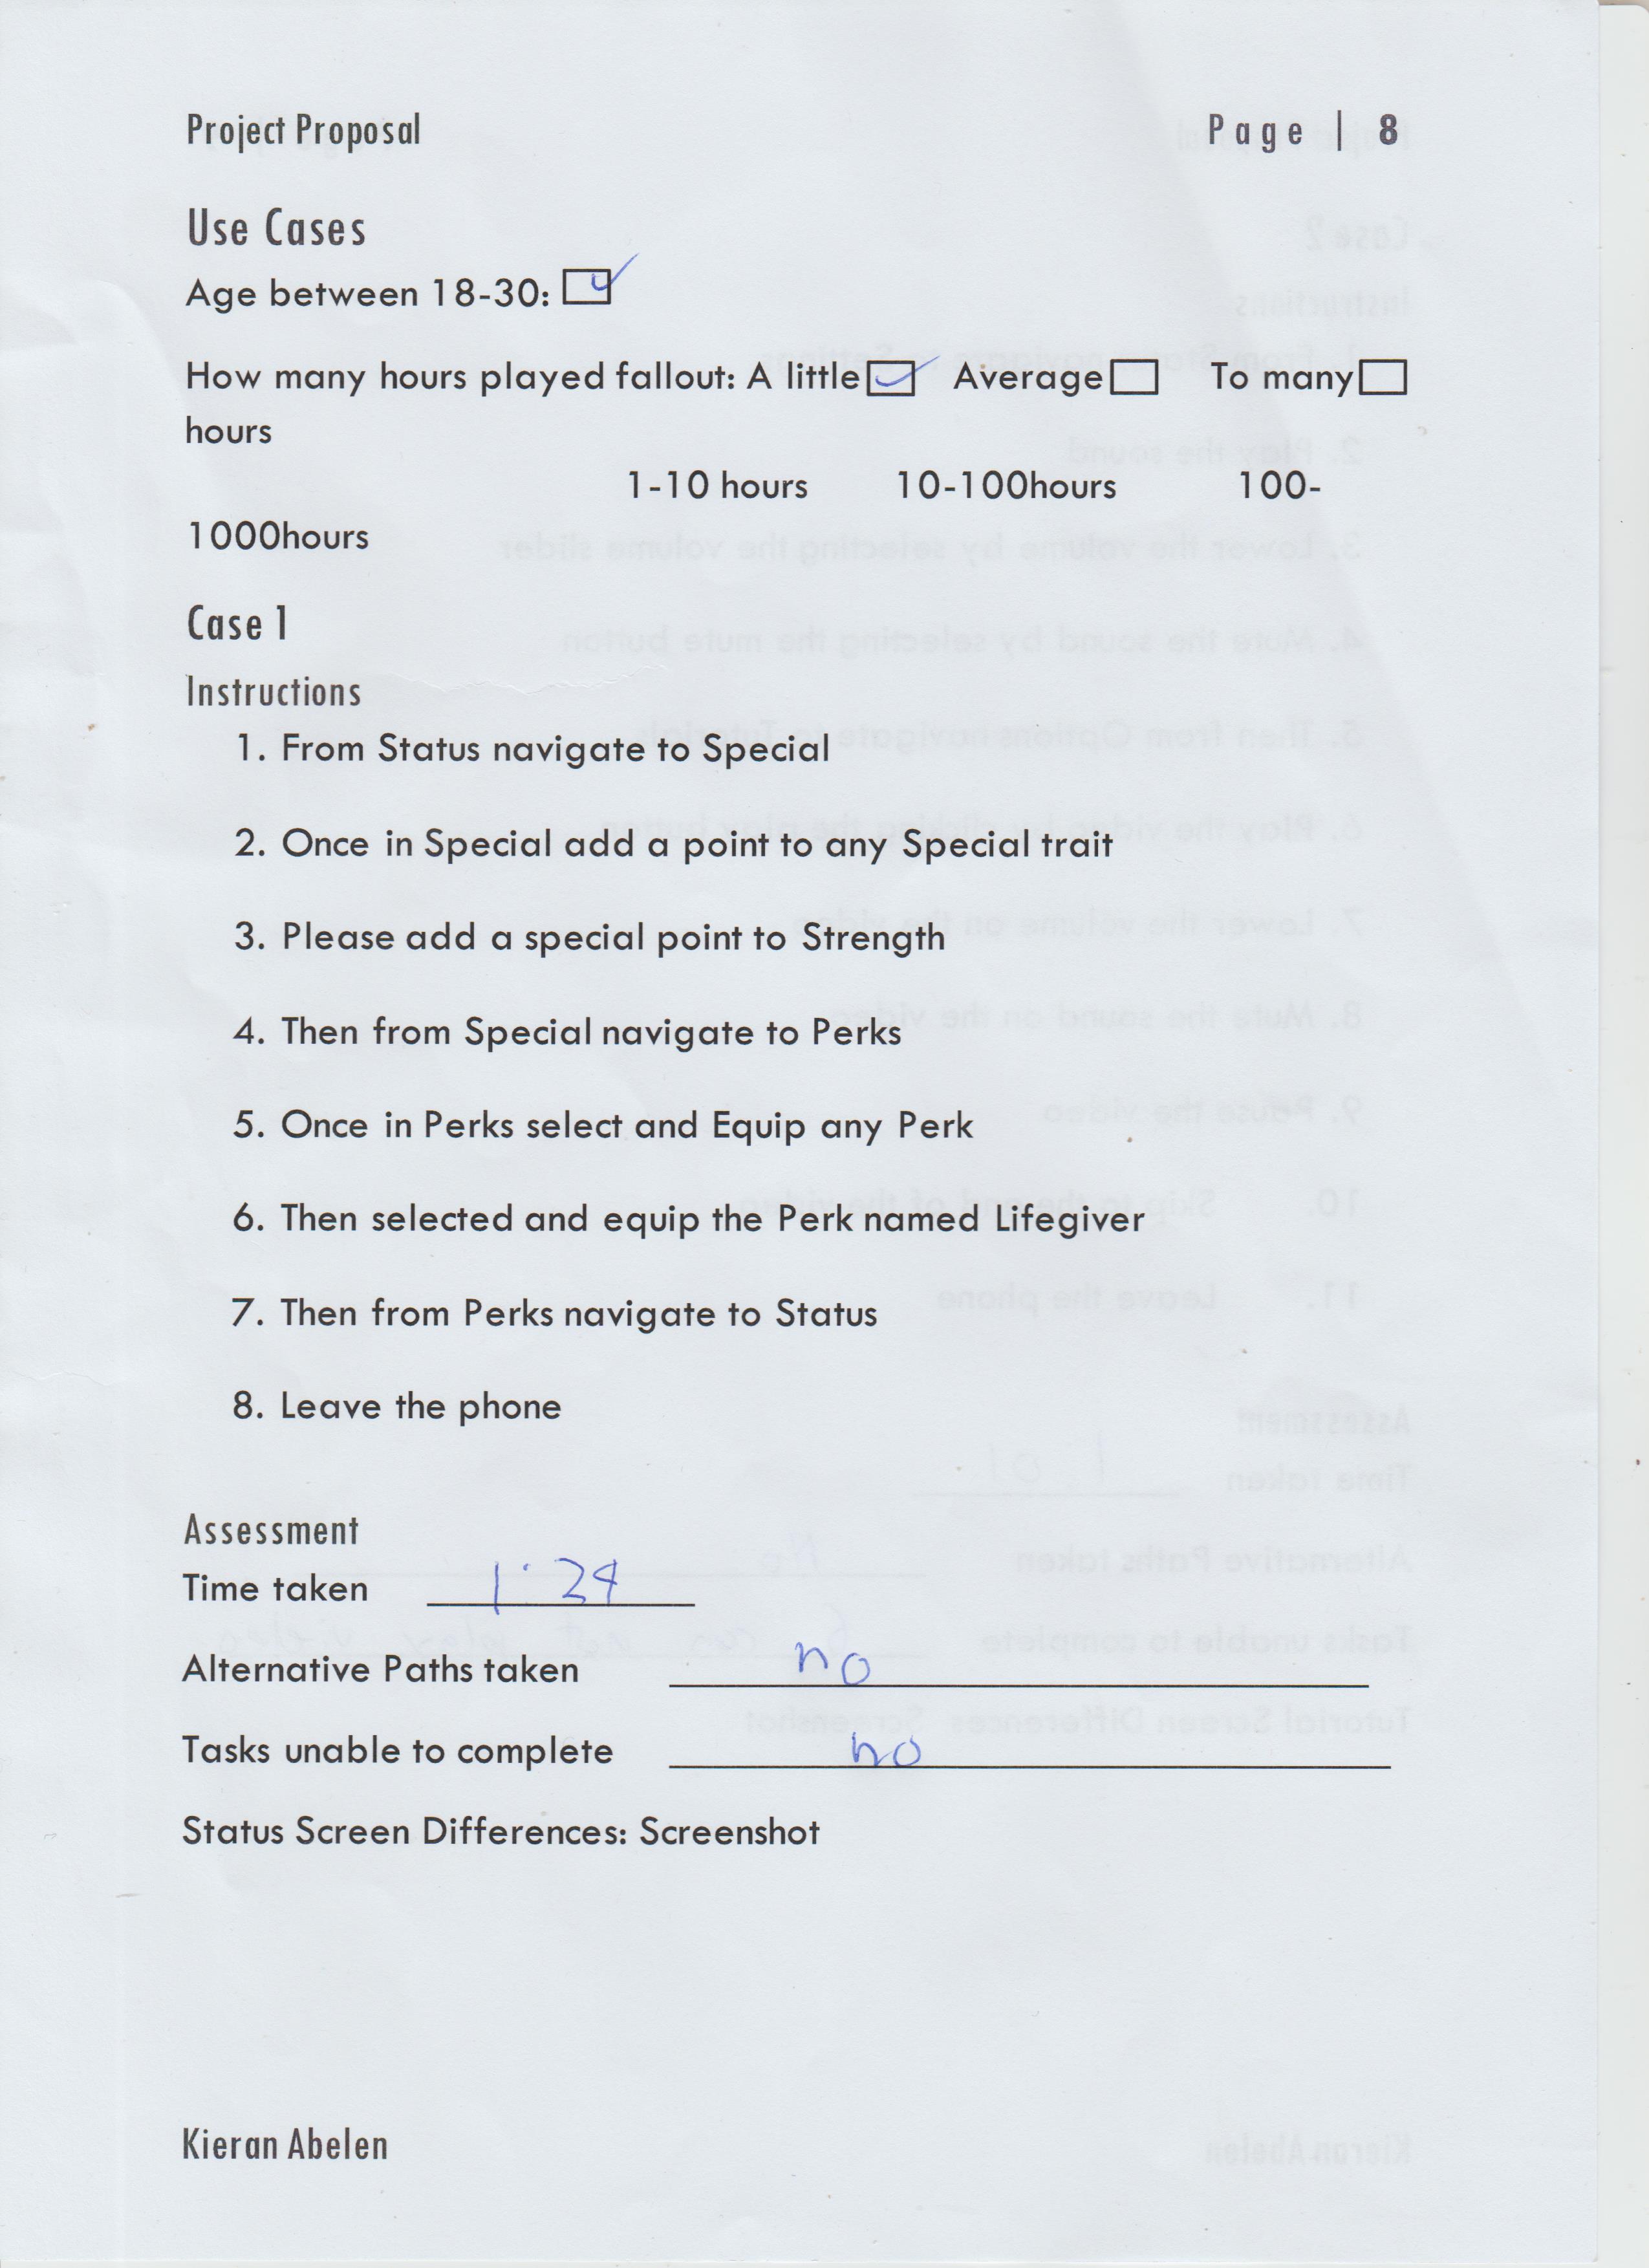 Project Proposal Page | 8
Use Cases
Age between 18-30: ☑
How many hours played fallout: A little ☑ Average ☐ To many ☐
hours
1-10 hours 10-100hours 100-
1000hours
Case 1
Instructions
1. From Status navigate to Special
2. Once in Special add a point to any Special trait
3. Please add a special point to Strength
4. Then from Special navigate to Perks
5. Once in Perks select and Equip any Perk
6. Then selected and equip the Perk named Lifegiver
7. Then from Perks navigate to Status
8. Leave the phone
Assessment
Time taken 1:24
Alternative Paths taken no
Tasks unable to complete no
Status Screen Differences: Screenshot
Kieran Abelen